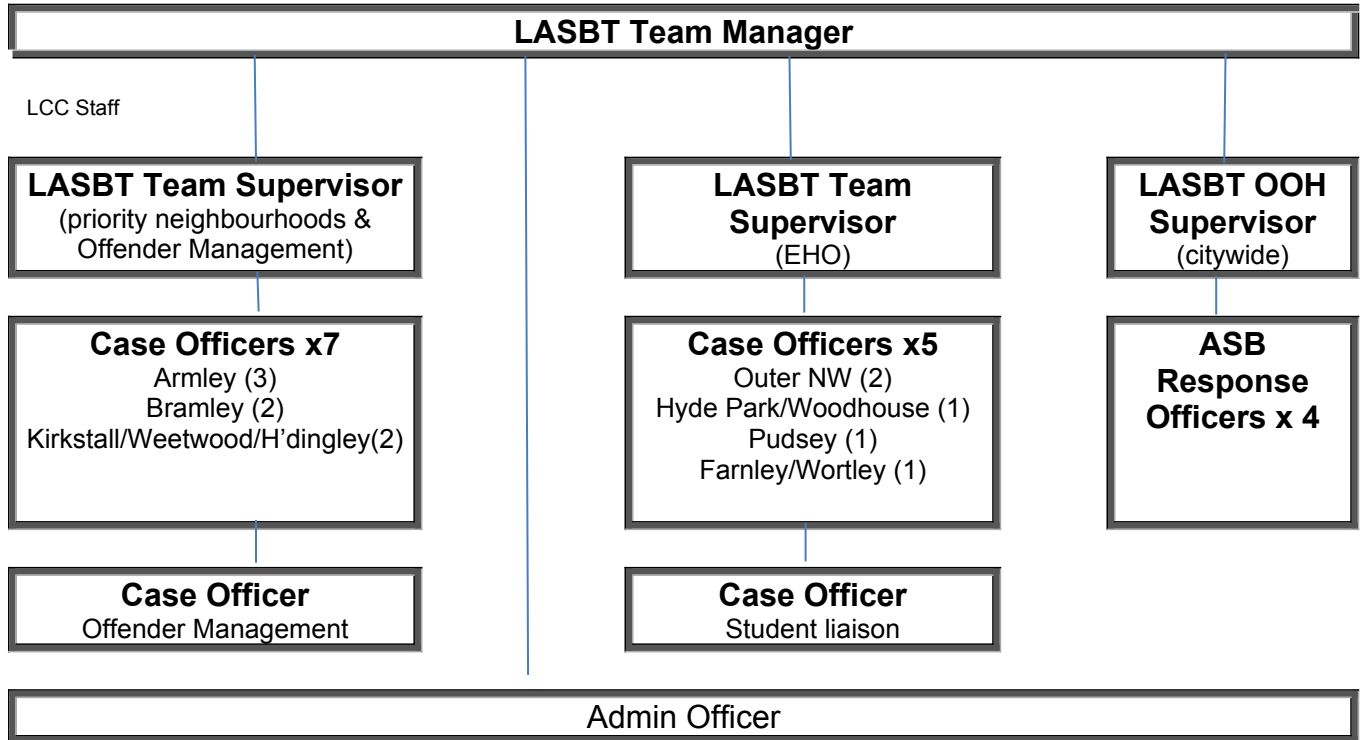 LASBT Team Manager
LCC Staff
LASBT Team Supervisor
(priority neighbourhoods &
Offender Management)
LASBT Team
Supervisor
(EHO)
LASBT OOH
Supervisor
(citywide)
Case Officers x7
Armley (3)
Bramley (2)
Kirkstall/Weetwood/H’dingley(2)
Case Officers x5
Outer NW (2)
Hyde Park/Woodhouse (1)
Pudsey (1)
Farnley/Wortley (1)
ASB
Response
Officers x 4
Case Officer
Offender Management
Case Officer
Student liaison
Admin Officer